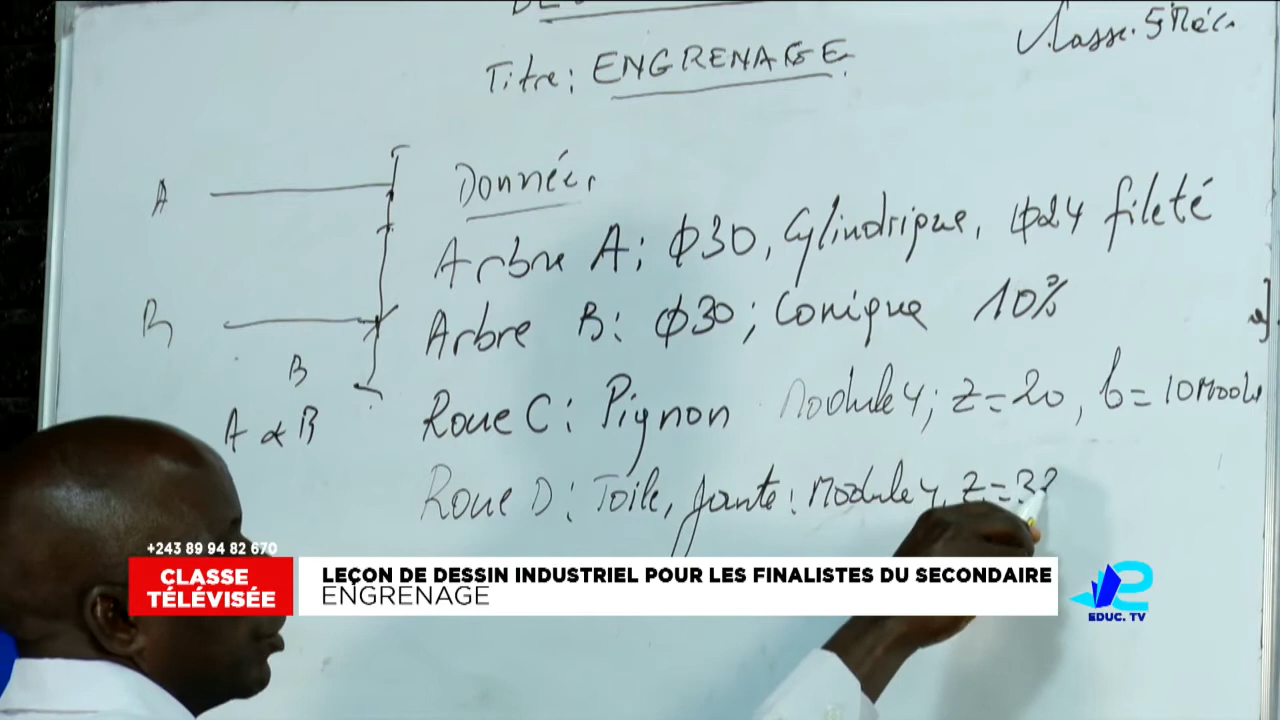 Titre : ENGRENAGE
Classe : 5 Méc.
A
Données
Arbre A : φ30, Cylindrique, φ24 fileté
B
Arbre B : φ30 ; Conique 10%
B
A & B
Roue C : Pignon Module 4 ; z = 20, b = 10
Roue D : Toile, jante : Module 4, z =
+243 89 94 82 670
CLASSE
TÉLÉVISÉE
LEÇON DE DESSIN INDUSTRIEL POUR LES FINALISTES DU SECONDAIRE
ENGRENAGE
EDUC. TV